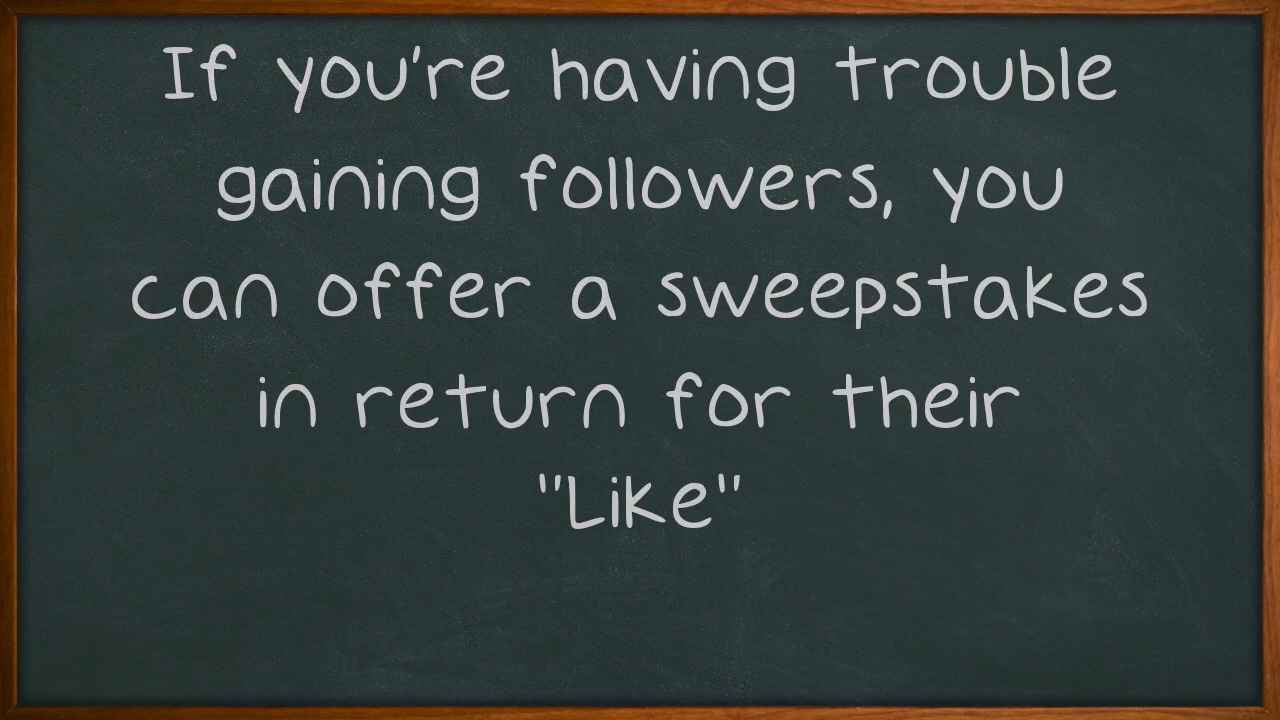 If you're having trouble
gaining followers, you
can offer a sweepstakes
in return for their
"Like"